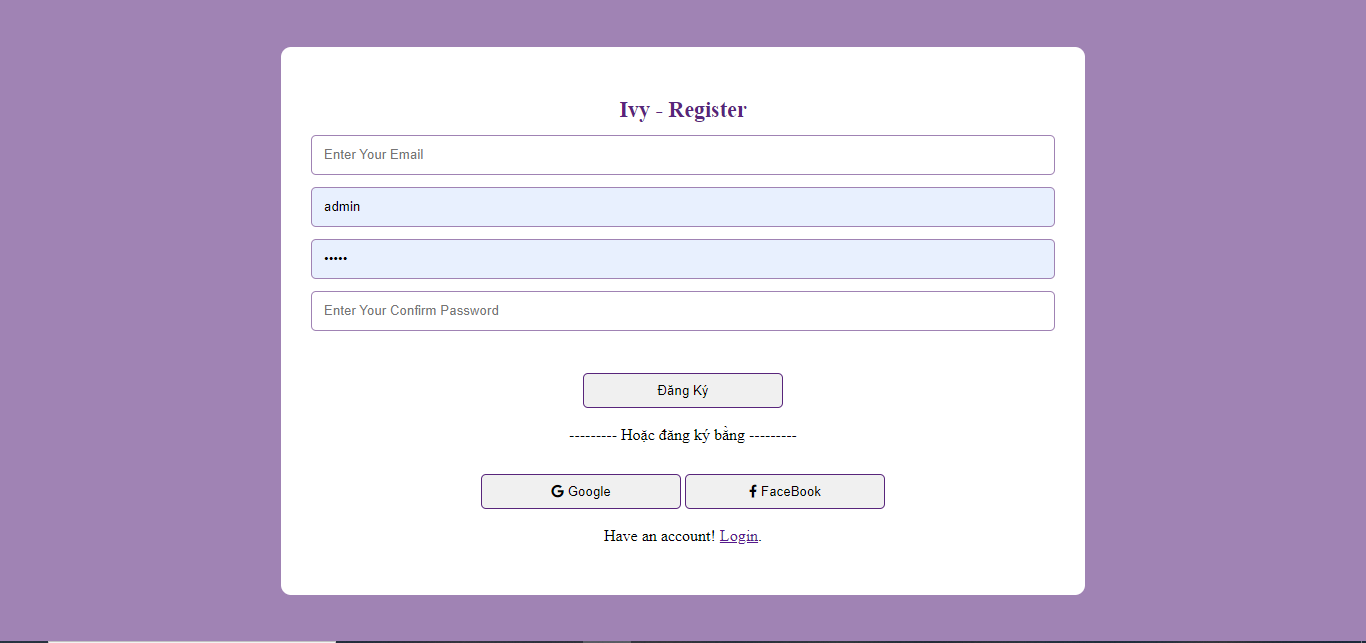 Ivy - Register
Enter Your Email
admin
•••••
Enter Your Confirm Password
Đăng Ký
--------- Hoặc đăng ký bằng ---------
Google FaceBook
Have an account! Login.